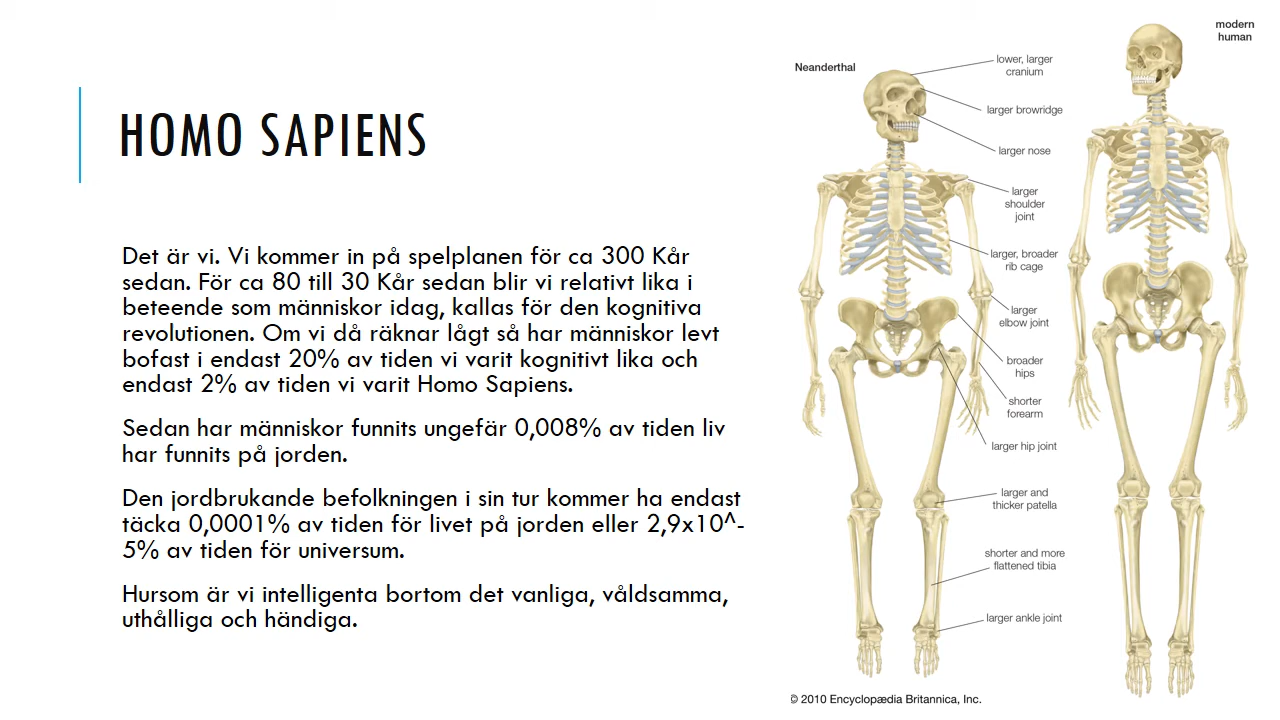 HOMO SAPIENS
Det är vi. Vi kommer in på spelplanen för ca 300 Kår
sedan. För ca 80 till 30 Kår sedan blir vi relativt lika i
beteende som människor idag, kallas för den kognitiva
revolutionen. Om vi då räknar lågt så har människor levt
bofast i endast 20% av tiden vi varit kognitivt lika och
endast 2% av tiden vi varit Homo Sapiens.
Sedan har människor funnits ungefär 0,008% av tiden liv
har funnits på jorden.
Den jordbrukande befolkningen i sin tur kommer ha endast
täcka 0,0001% av tiden för livet på jorden eller 2,9x10^-
5% av tiden för universum.
Hursom är vi intelligenta bortom det vanliga, våldsamma,
uthålliga och händiga.
Neanderthal
modern
human
lower, larger
cranium
larger browridge
larger nose
larger
shoulder
joint
larger, broader
rib cage
larger
elbow joint
broader
hips
shorter
forearm
larger hip joint
larger and
thicker patella
shorter and more
flattened tibia
larger ankle joint
© 2010 Encyclopædia Britannica, Inc.